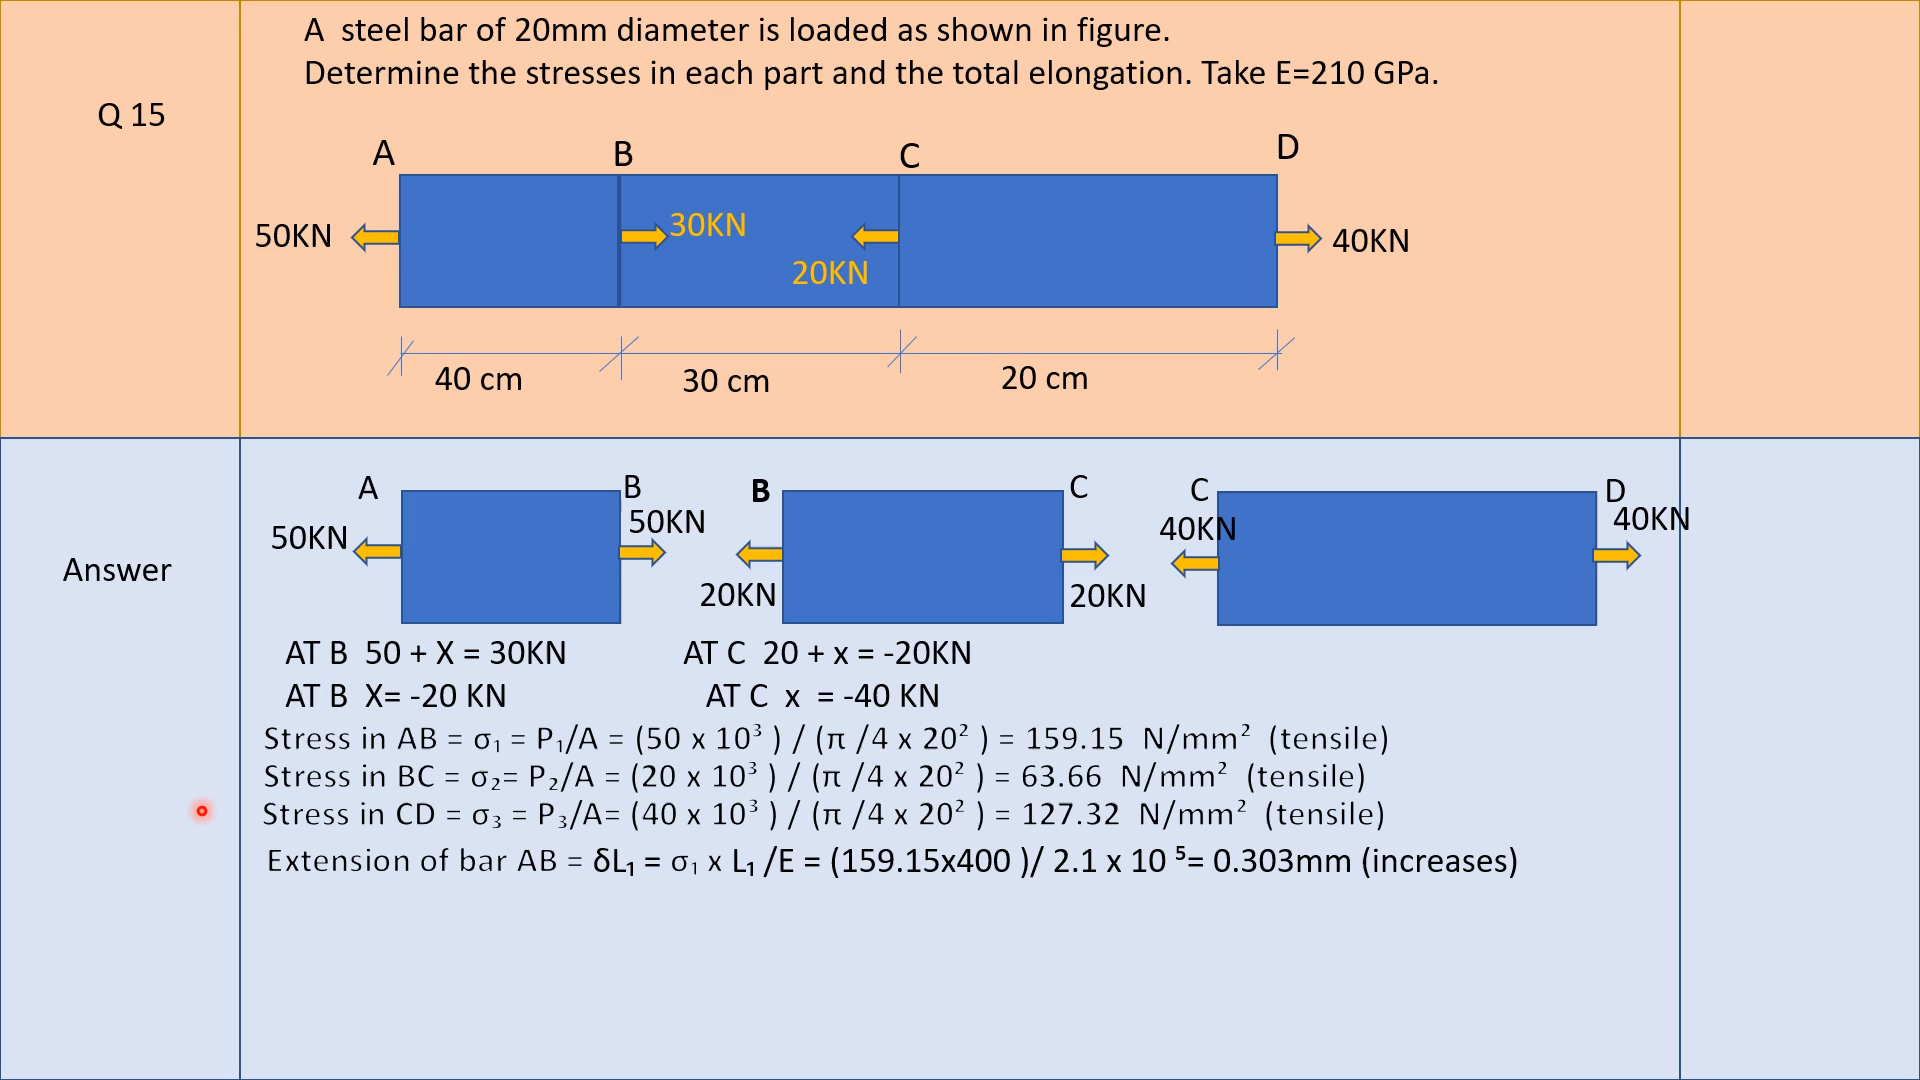 A steel bar of 20mm diameter is loaded as shown in figure.
Determine the stresses in each part and the total elongation. Take E=210 GPa.
Q 15
A
B
C
D
50KN
30KN
20KN
40KN
40 cm
30 cm
20 cm
Answer
A
B
50KN
50KN
B
C
20KN
20KN
C
D
40KN
40KN
AT B 50 + X = 30KN
AT C 20 + x = -20KN
AT B X= -20 KN
AT C x = -40 KN
Stress in AB = σ₁ = P₁/A = (50 x 10³ ) / (π /4 x 20² ) = 159.15 N/mm² (tensile)
Stress in BC = σ₂= P₂/A = (20 x 10³ ) / (π /4 x 20² ) = 63.66 N/mm² (tensile)
Stress in CD = σ₃ = P₃/A= (40 x 10³ ) / (π /4 x 20² ) = 127.32 N/mm² (tensile)
Extension of bar AB = δL₁ = σ₁ x L₁ /E = (159.15x400 )/ 2.1 x 10 ⁵= 0.303mm (increases)